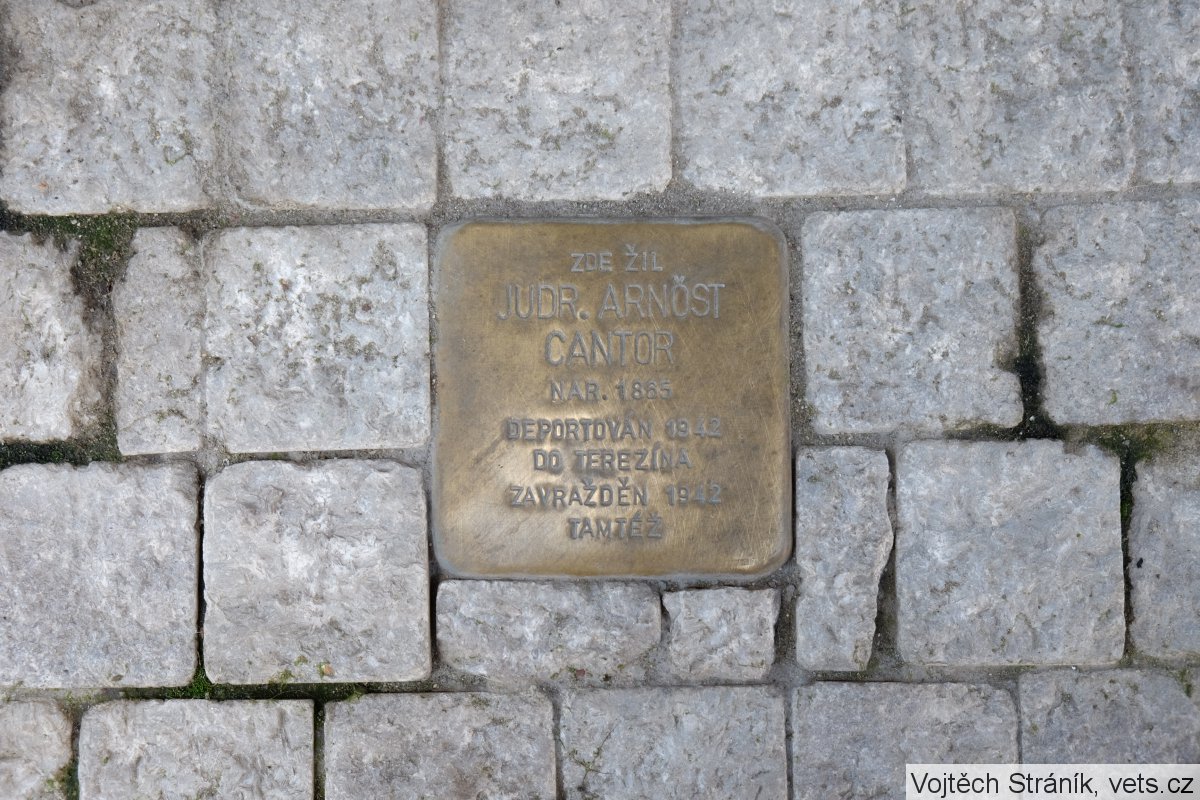 ZDE ŽIL
JUDR. ARNOŠT
CANTOR
NAR. 1865
DEPORTOVÁN 1942
DO TEREZÍNA
ZAVRAŽDĚN 1942
TAMTÉŽ
Vojtěch Stráník, vets.cz